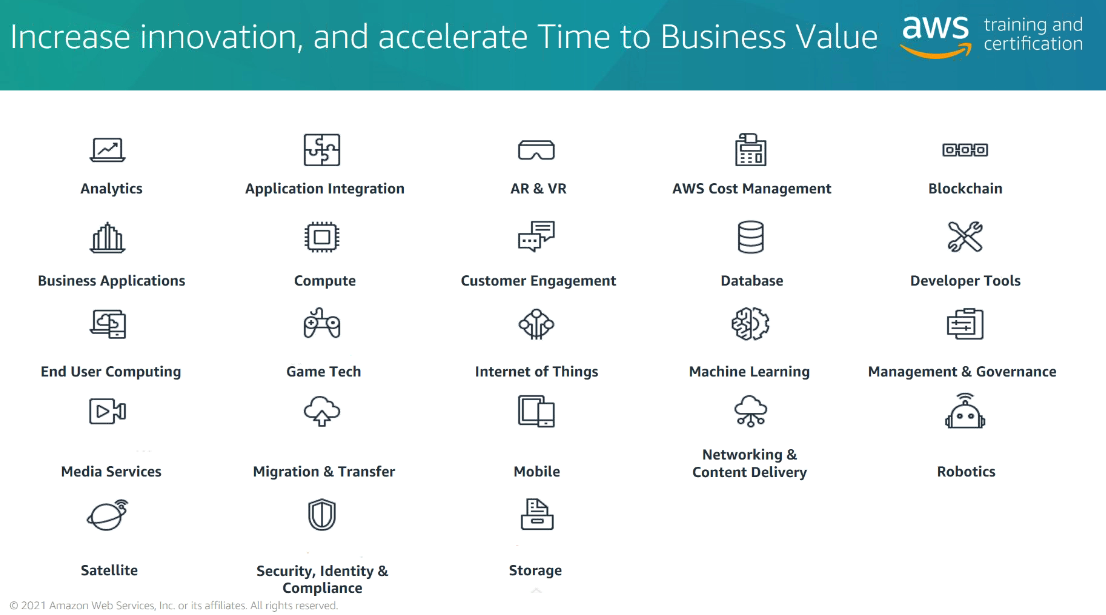 Increase innovation, and accelerate Time to Business Value
aws
training and
certification
Analytics
Application Integration
AR & VR
AWS Cost Management
Blockchain
Business Applications
Compute
Customer Engagement
Database
Developer Tools
End User Computing
Game Tech
Internet of Things
Machine Learning
Management & Governance
Media Services
Migration & Transfer
Mobile
Networking &
Content Delivery
Robotics
Satellite
Security, Identity &
Compliance
Storage
© 2021 Amazon Web Services, Inc. or its affiliates. All rights reserved.